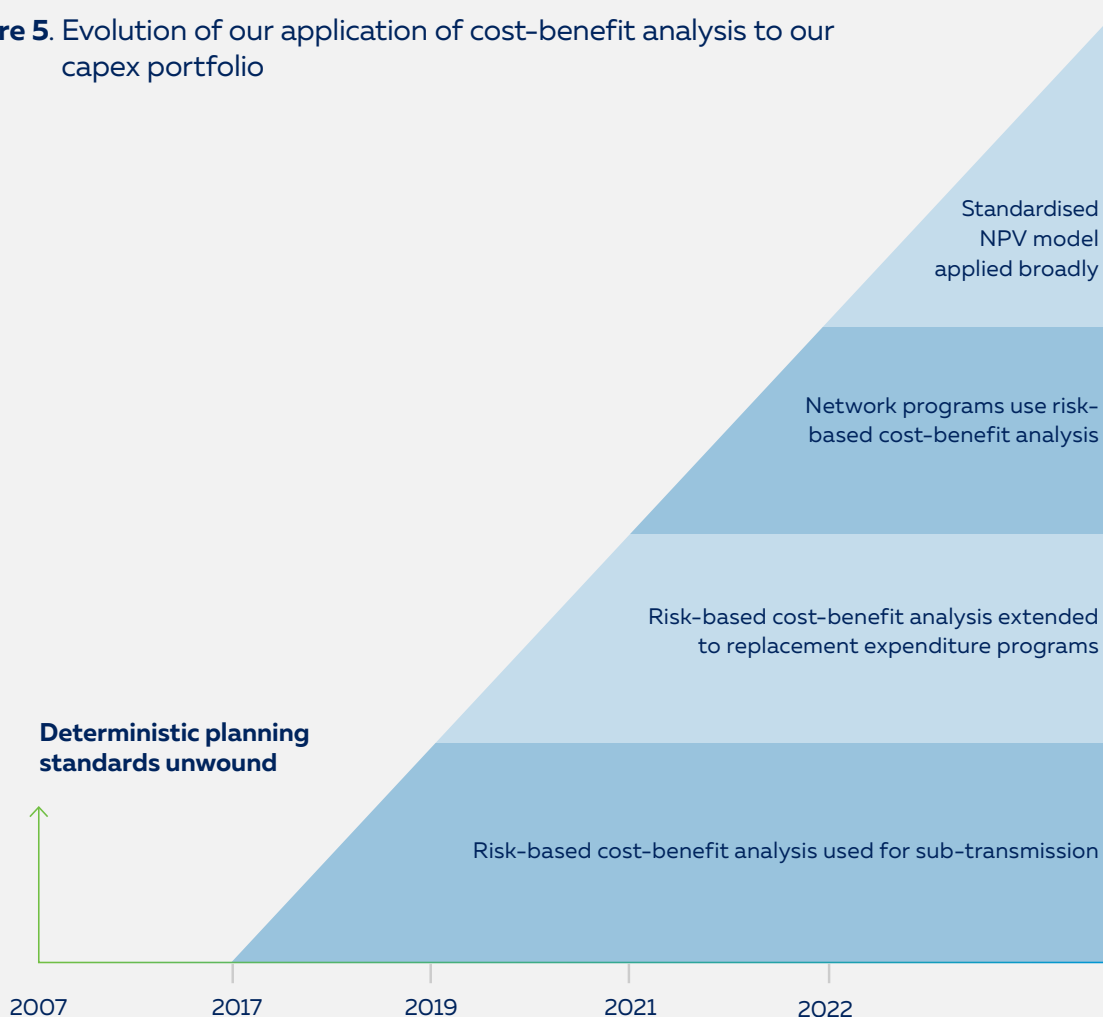 re 5. Evolution of our application of cost-benefit analysis to our
capex portfolio
Standardised
NPV model
applied broadly
Network programs use risk-
based cost-benefit analysis
Risk-based cost-benefit analysis extended
to replacement expenditure programs
Deterministic planning
standards unwound
Risk-based cost-benefit analysis used for sub-transmission
2007 2017 2019 2021 2022